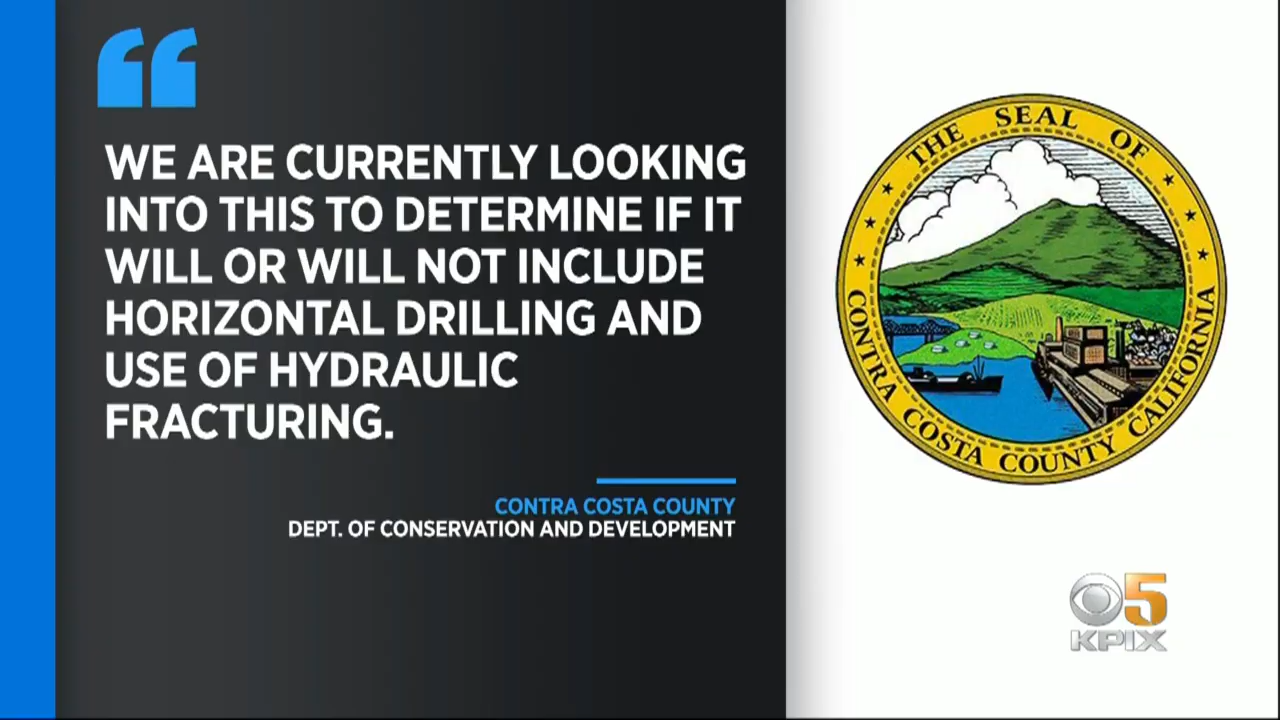 WE ARE CURRENTLY LOOKING
INTO THIS TO DETERMINE IF IT
WILL OR WILL NOT INCLUDE
HORIZONTAL DRILLING AND
USE OF HYDRAULIC
FRACTURING.
CONTRA COSTA COUNTY
DEPT. OF CONSERVATION AND DEVELOPMENT
THE SEAL OF
CONTRA COSTA COUNTY CALIFORNIA
5
KPIX